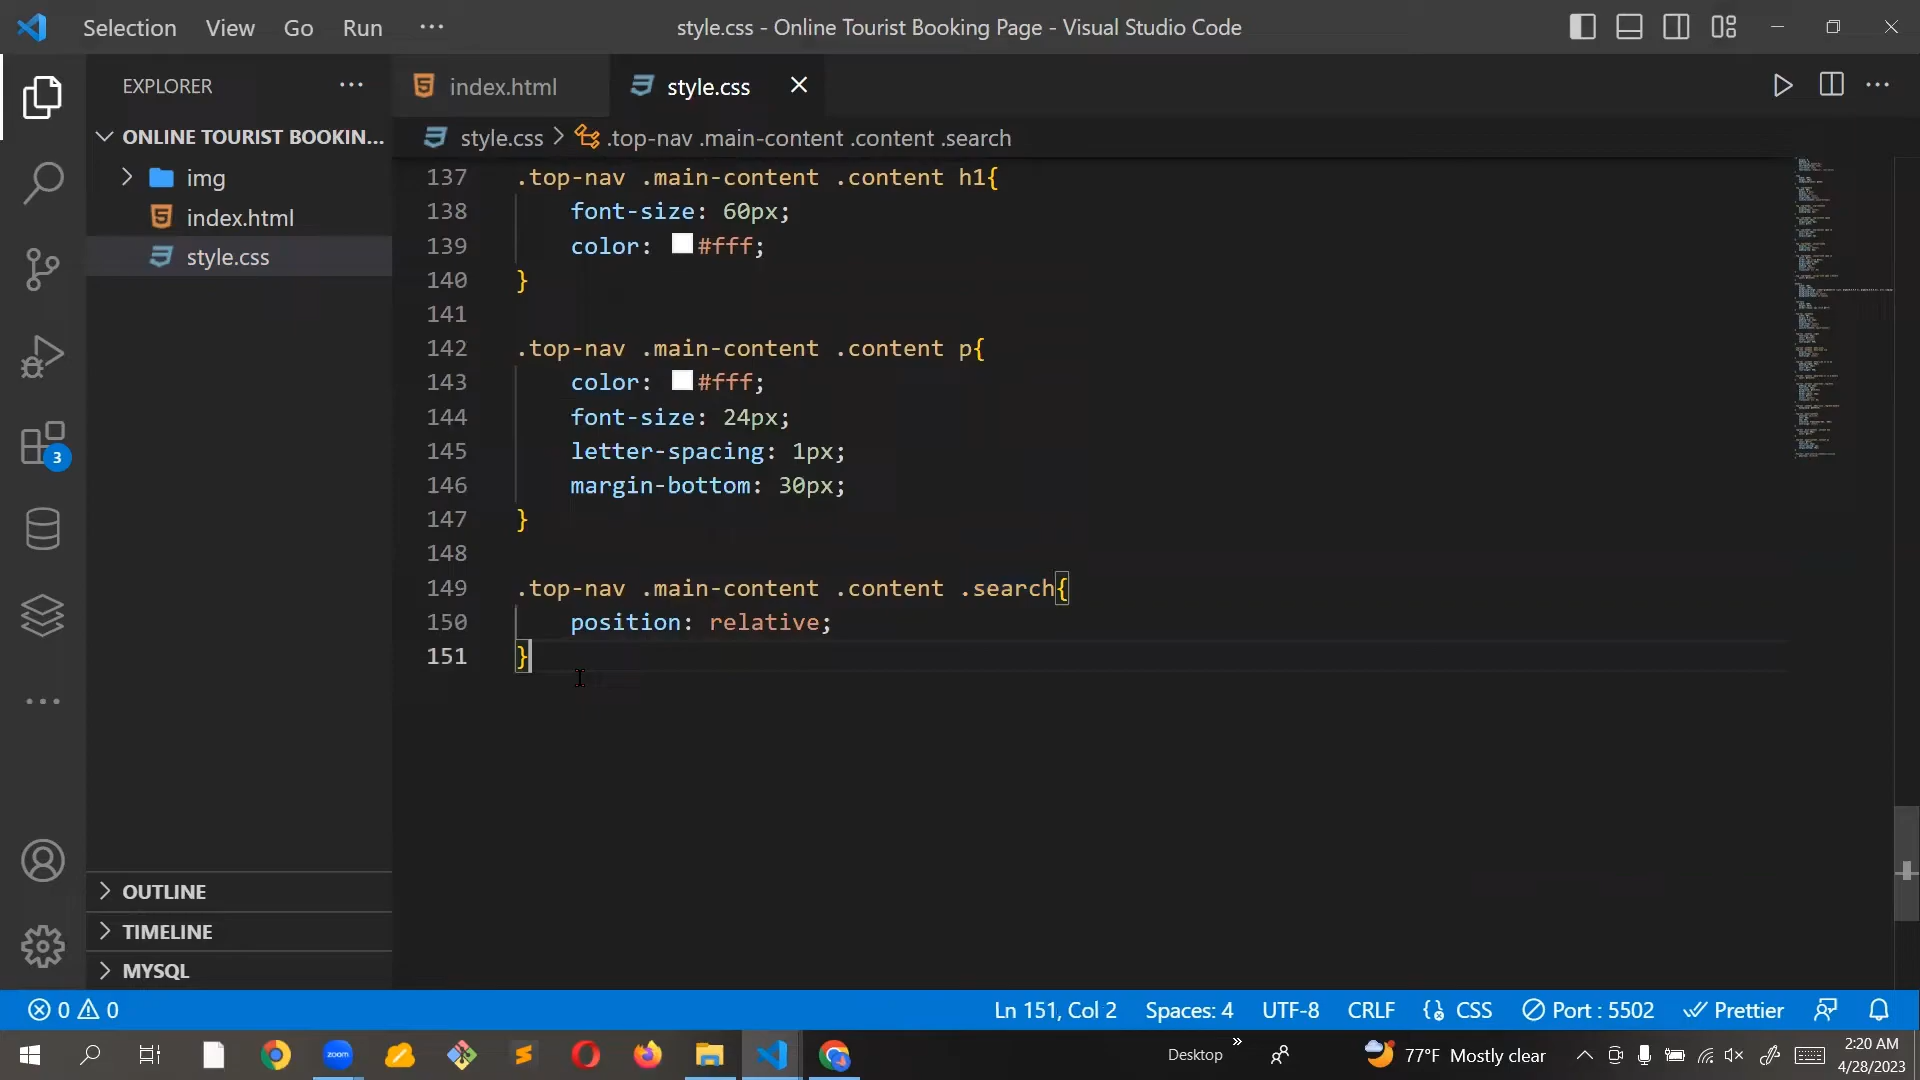 Selection View Go Run ···
style.css - Online Tourist Booking Page - Visual Studio Code
EXPLORER ···
ONLINE TOURIST BOOKIN...
img
index.html
style.css
OUTLINE
TIMELINE
MYSQL
3
index.html style.css
style.css > .top-nav .main-content .content .search
137 .top-nav .main-content .content h1{
138 font-size: 60px;
139 color: #fff;
140 }
141
142 .top-nav .main-content .content p{
143 color: #fff;
144 font-size: 24px;
145 letter-spacing: 1px;
146 margin-bottom: 30px;
147 }
148
149 .top-nav .main-content .content .search{
150 position: relative;
151 }
0 0 Ln 151, Col 2 Spaces: 4 UTF-8 CRLF {} CSS Port : 5502 Prettier
zoom
Desktop » 77°F Mostly clear
2:20 AM
4/28/2023